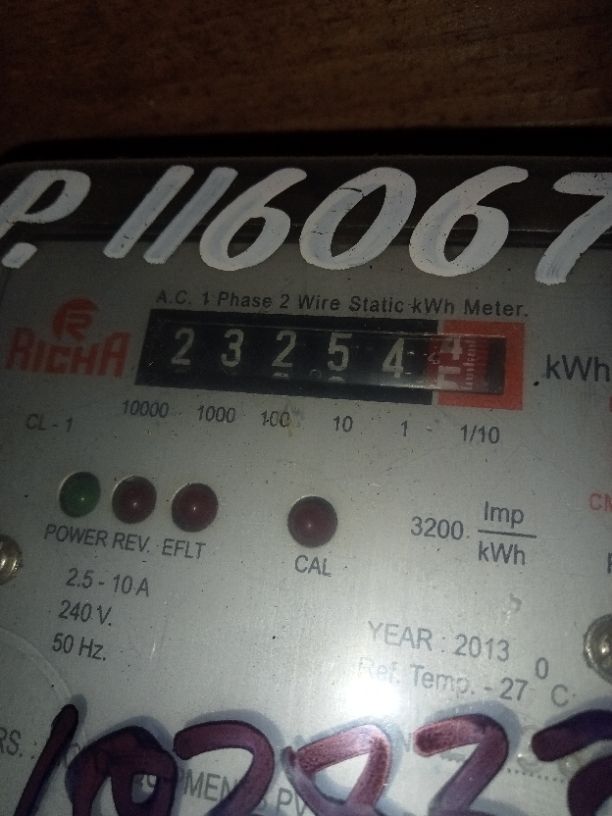 P. 116067
A.C. 1 Phase 2 Wire Static kWh Meter.
RICHA
2 3 2 5 4 4 kWh
CL - 1 10000 1000 100 10 1 1/10
POWER REV. EFLT CAL
3200 Imp/kWh
2.5 - 10 A
240 V.
50 Hz.
YEAR : 2013
Ref. Temp. - 27 0 C